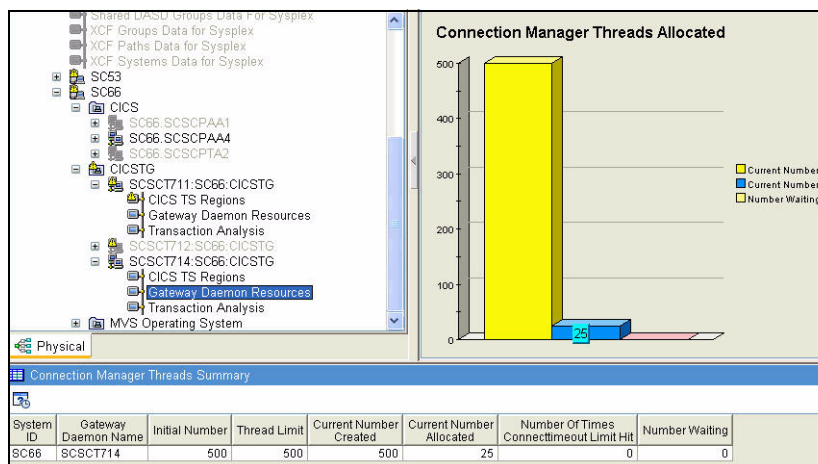 Shared DASD Groups Data For Sysplex
XCF Groups Data for Sysplex
XCF Paths Data for Sysplex
XCF Systems Data for Sysplex
SC53
SC66
CICS
SC66.SCSCPAA1
SC66.SCSCPAA4
SC66.SCSCPTA2
CICSTG
SCSCT711:SC66:CICSTG
CICS TS Regions
Gateway Daemon Resources
Transaction Analysis
SCSCT712:SC66:CICSTG
SCSCT714:SC66:CICSTG
CICS TS Regions
Gateway Daemon Resources
Transaction Analysis
MVS Operating System
Physical
Connection Manager Threads Allocated
500
400
300
200
100
0
25
Current Number
Current Number
Number Waiting
Connection Manager Threads Summary
System ID Gateway Daemon Name Initial Number Thread Limit Current Number Created Current Number Allocated Number Of Times Connecttimeout Limit Hit Number Waiting
SC66 SCSCT714 500 500 500 25 0 0